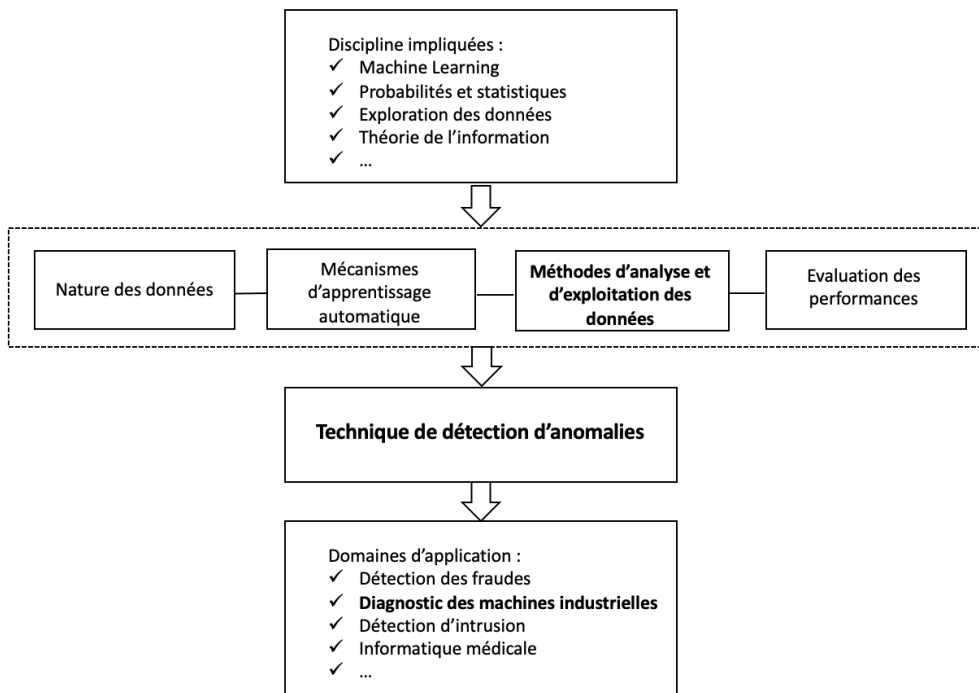 Discipline impliquées :
✓ Machine Learning
✓ Probabilités et statistiques
✓ Exploration des données
✓ Théorie de l'information
✓ ...
Nature des données
Mécanismes
d'apprentissage
automatique
Méthodes d'analyse et
d'exploitation des
données
Evaluation des
performances
Technique de détection d'anomalies
Domaines d'application :
✓ Détection des fraudes
✓ Diagnostic des machines industrielles
✓ Détection d'intrusion
✓ Informatique médicale
✓ ...